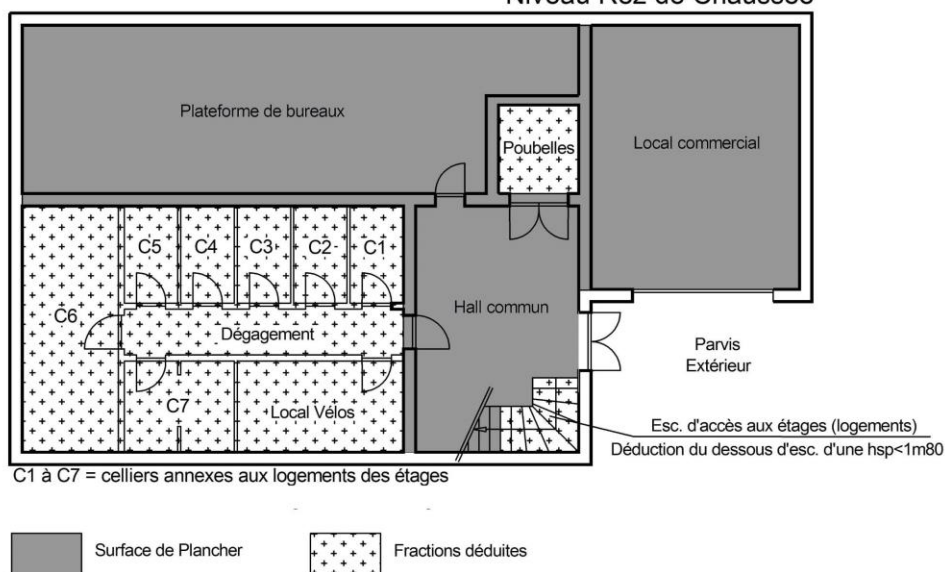 Niveau Rez de Chaussée
Plateforme de bureaux
Poubelles
Local commercial
C5
C4
C3
C2
C1
C6
Hall commun
Dégagement
Parvis
Extérieur
C7
Local Vélos
Esc. d'accès aux étages (logements)
Déduction du dessous d'esc. d'une hsp<1m80
C1 à C7 = celliers annexes aux logements des étages
Surface de Plancher
Fractions déduites